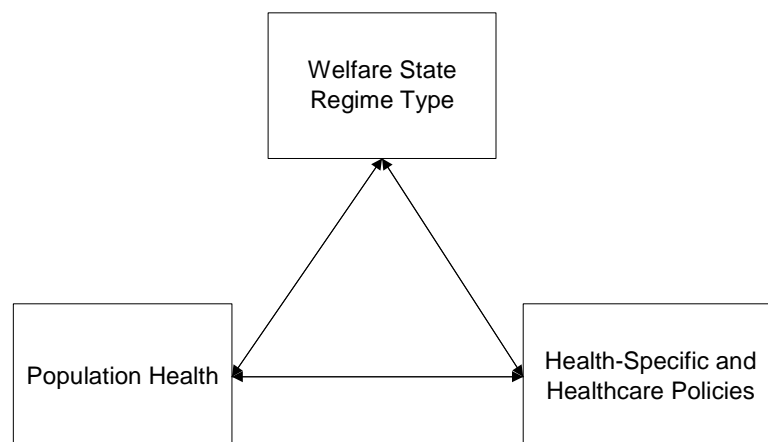 Welfare State
Regime Type
Population Health
Health-Specific and
Healthcare Policies